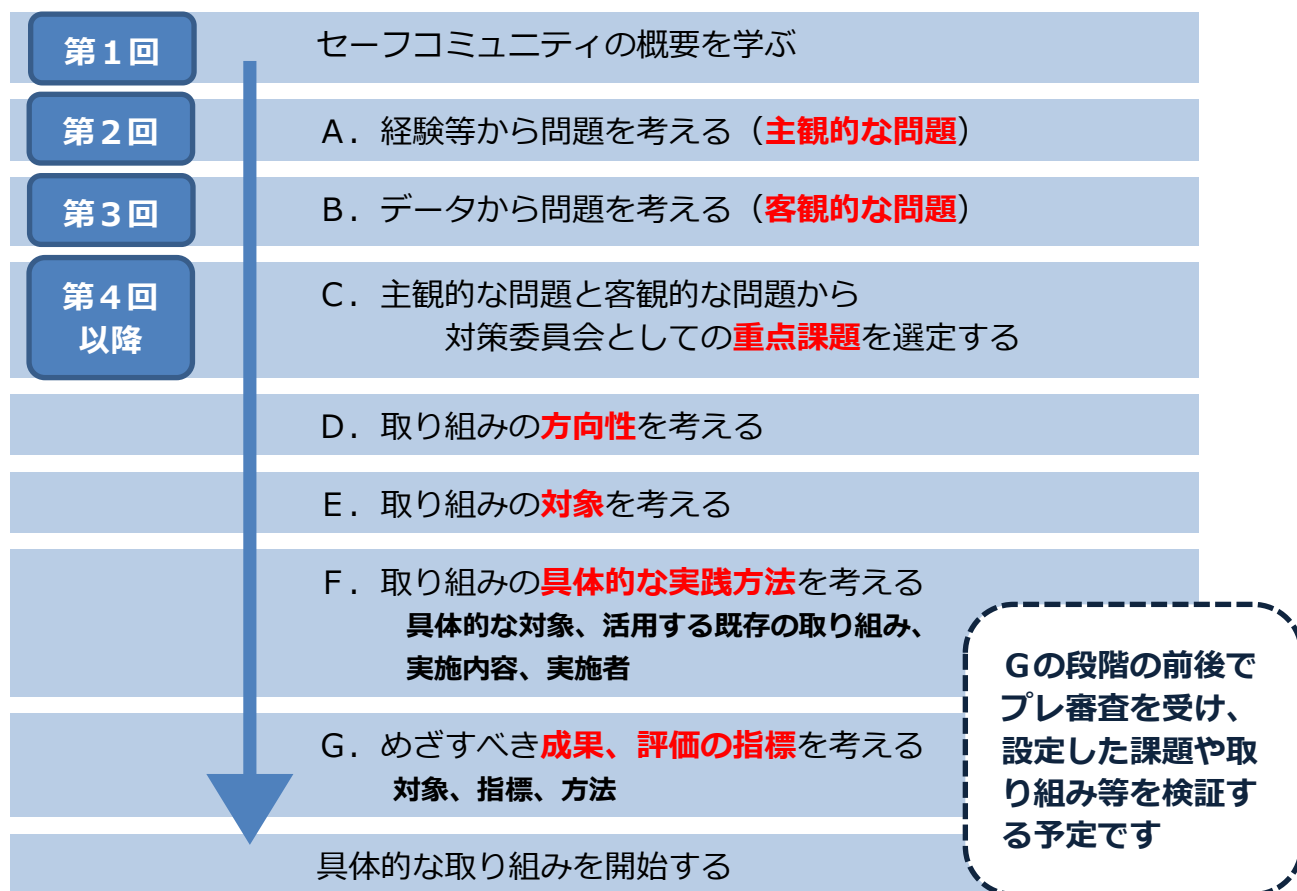 第１回
セーフコミュニティの概要を学ぶ
第２回
Ａ．経験等から問題を考える（主観的な問題）
第３回
Ｂ．データから問題を考える（客観的な問題）
第４回
以降
Ｃ．主観的な問題と客観的な問題から
対策委員会としての重点課題を選定する
Ｄ．取り組みの方向性を考える
Ｅ．取り組みの対象を考える
Ｆ．取り組みの具体的な実践方法を考える
具体的な対象、活用する既存の取り組み、
実施内容、実施者
Ｇ．めざすべき成果、評価の指標を考える
対象、指標、方法
Ｇの段階の前後で
プレ審査を受け、
設定した課題や取
り組み等を検証す
る予定です
具体的な取り組みを開始する